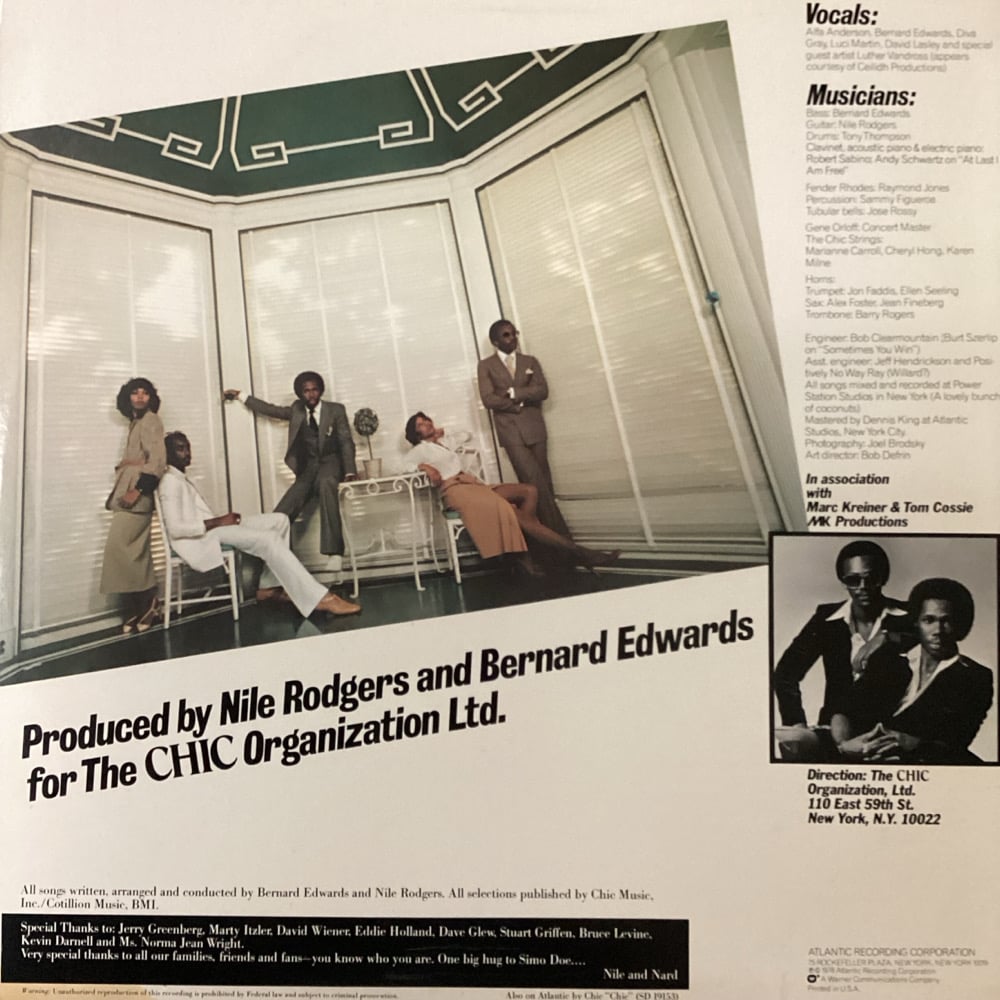 Vocals:
Alfa Anderson, Bernard Edwards, Diva
Gray, Luci Martin, David Lasley and special
guest artist Luther Vandross (appears
courtesy of Ceilidh Productions)
Musicians:
Bass: Bernard Edwards
Guitar: Nile Rodgers
Drums: Tony Thompson
Clavinet, acoustic piano & electric piano:
Robert Sabino; Andy Schwartz on "At Last I
Am Free"
Fender Rhodes: Raymond Jones
Percussion: Sammy Figueroa
Tubular bells: Jose Rossy
Gene Orloff: Concert Master
The Chic Strings:
Marianne Carroll, Cheryl Hong, Karen
Milne
Horns:
Trumpet: Jon Faddis, Ellen Seeling
Sax: Alex Foster, Jean Fineberg
Trombone: Barry Rogers
Engineer: Bob Clearmountain (Burt Szerlip
on "Sometimes You Win")
Asst. engineer: Jeff Hendrickson and Posi-
tively No Way Ray (Willard?)
All songs mixed and recorded at Power
Station Studios in New York (A lovely bunch
of coconuts)
Mastered by Dennis King at Atlantic
Studios, New York City.
Photography: Joel Brodsky
Art director: Bob Defrin
In association
with
Marc Kreiner & Tom Cossie
MK Productions
Produced by Nile Rodgers and Bernard Edwards
for The CHIC Organization Ltd.
Direction: The CHIC
Organization, Ltd.
110 East 59th St.
New York, N.Y. 10022
All songs written, arranged and conducted by Bernard Edwards and Nile Rodgers. All selections published by Chic Music,
Inc./Cotillion Music, BMI.
Special Thanks to: Jerry Greenberg, Marty Itzler, David Wiener, Eddie Holland, Dave Glew, Stuart Griffen, Bruce Levine,
Kevin Darnell and Ms. Norma Jean Wright.
Very special thanks to all our families, friends and fans—you know who you are. One big hug to Simo Doe....
Nile and Nard
Warning: Unauthorized reproduction of this recording is prohibited by Federal law and subject to criminal prosecution.
Also on Atlantic by Chic "Chic" (SD 19153)
ATLANTIC RECORDING CORPORATION
75 ROCKEFELLER PLAZA, NEW YORK, NEW YORK 10019
℗© 1978 Atlantic Recording Corporation
A Warner Communications Company
Printed in U.S.A.